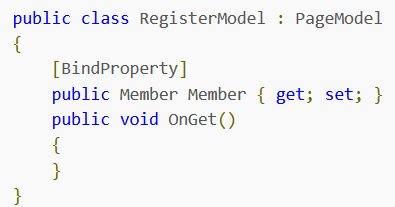 public class RegisterModel : PageModel
{
    [BindProperty]
    public Member Member { get; set; }
    public void OnGet()
    {
    }
}